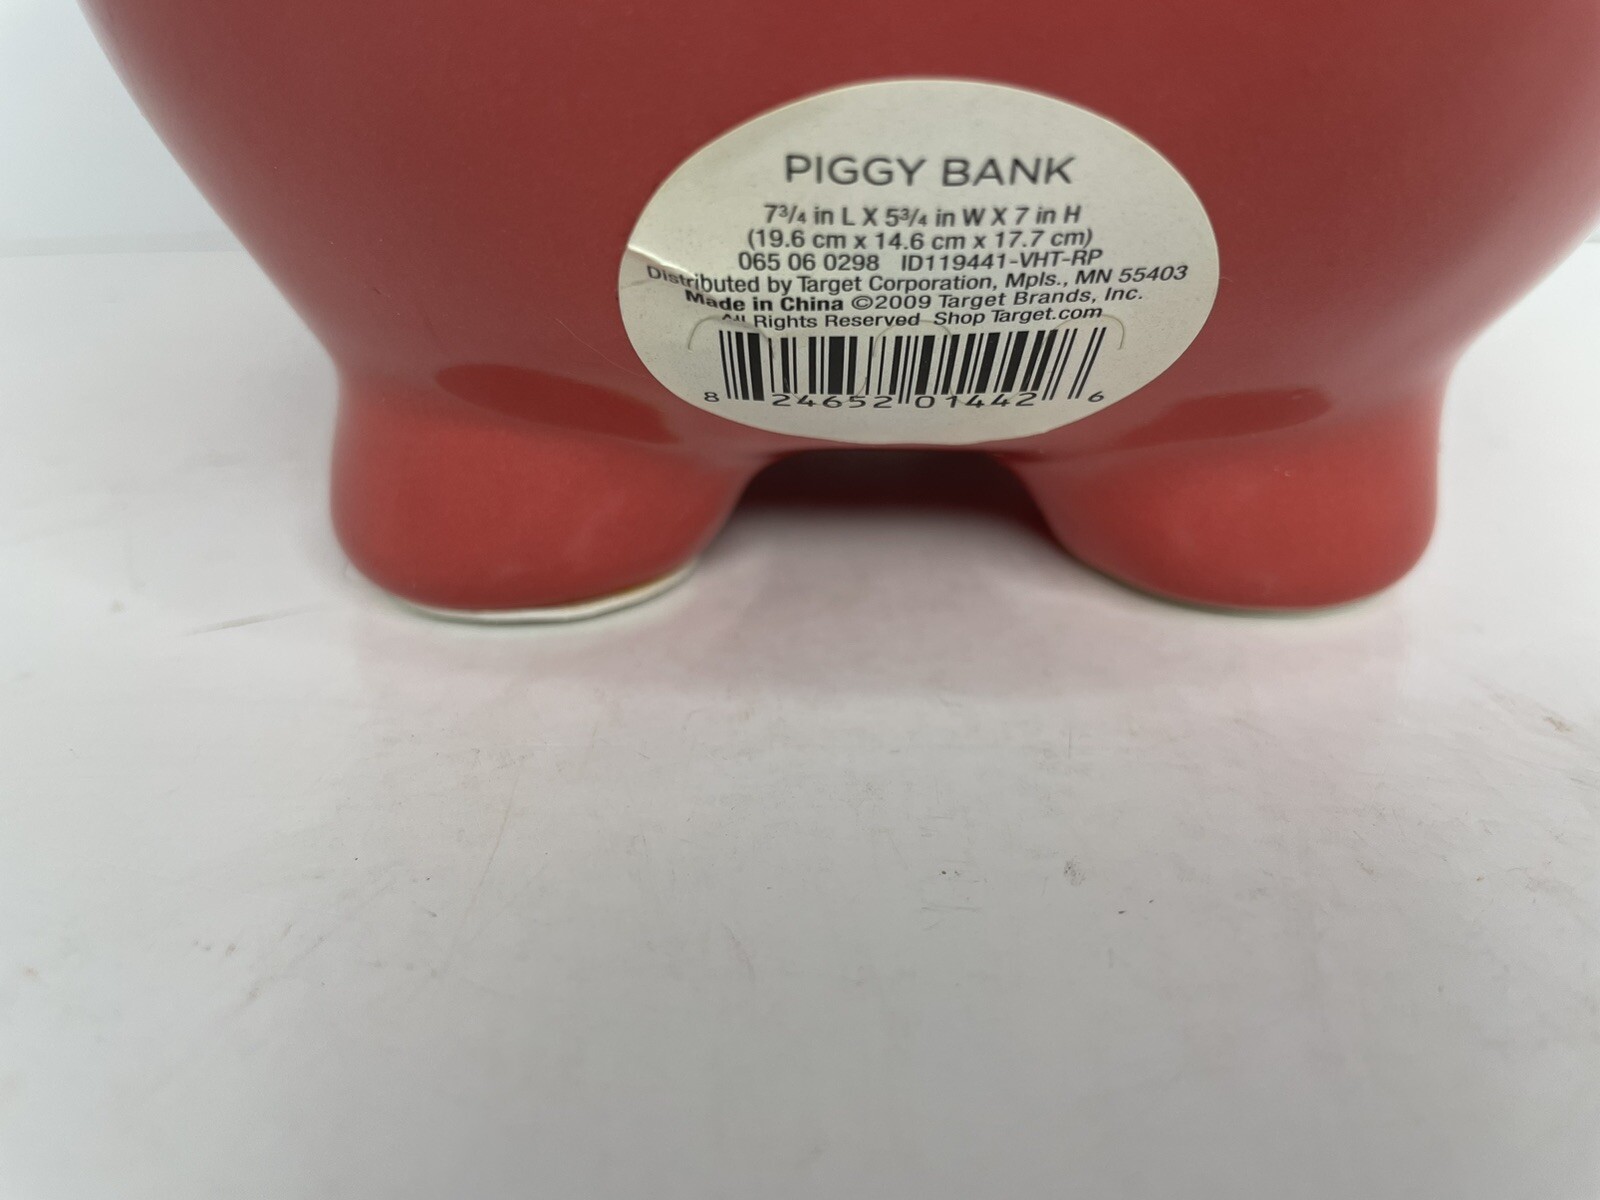 PIGGY BANK
7³/₄ in L X 5³/₄ in W X 7 in H
(19.6 cm x 14.6 cm x 17.7 cm)
065 06 0298 ID119441-VHT-RP
Distributed by Target Corporation, Mpls., MN 55403
Made in China ©2009 Target Brands, Inc.
All Rights Reserved Shop Target.com
8 24652 01442 6